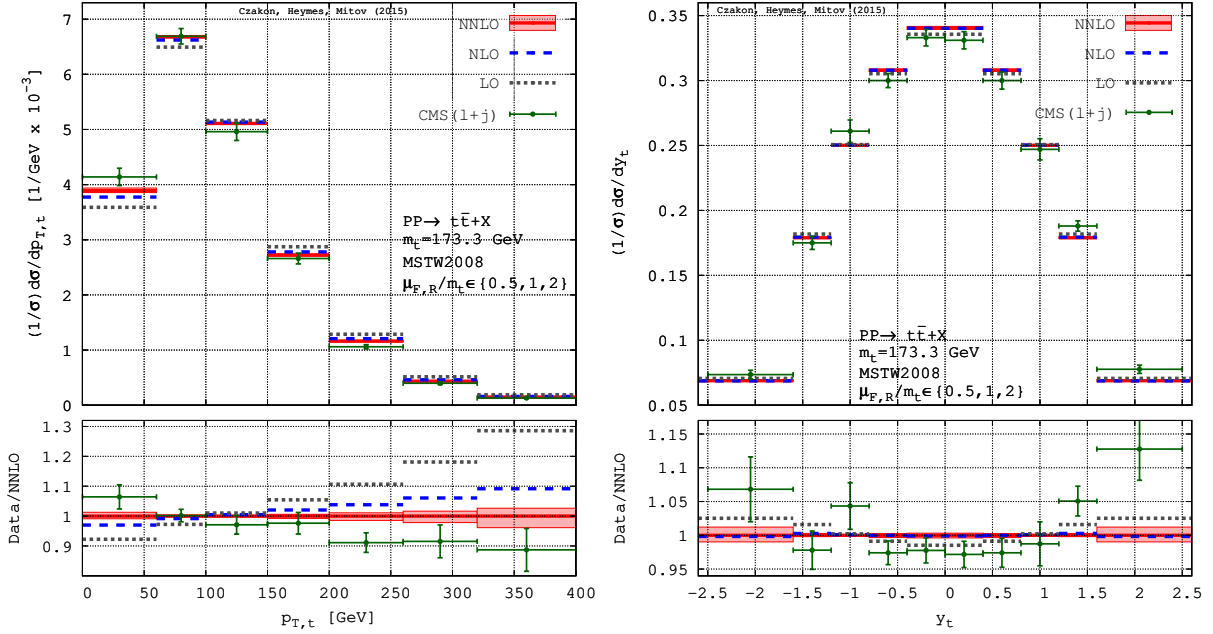 Czakon, Heymes, Mitov (2015)
(1/σ)dσ/dp_T,t [1/GeV x 10^-3]
7
6
5
4
3
2
1
0
NNLO
NLO
LO
CMS(l+j)
PP→ tt̅+X
m_t=173.3 GeV
MSTW2008
μ_F,R/m_t∈{0.5,1,2}
Data/NNLO
1.3
1.2
1.1
1
0.9
0 50 100 150 200 250 300 350 400
p_T,t [GeV]
Czakon, Heymes, Mitov (2015)
(1/σ)dσ/dy_t
0.35
0.3
0.25
0.2
0.15
0.1
0.05
NNLO
NLO
LO
CMS(l+j)
PP→ tt̅+X
m_t=173.3 GeV
MSTW2008
μ_F,R/m_t∈{0.5,1,2}
Data/NNLO
1.15
1.1
1.05
1
0.95
-2.5 -2 -1.5 -1 -0.5 0 0.5 1 1.5 2 2.5
y_t